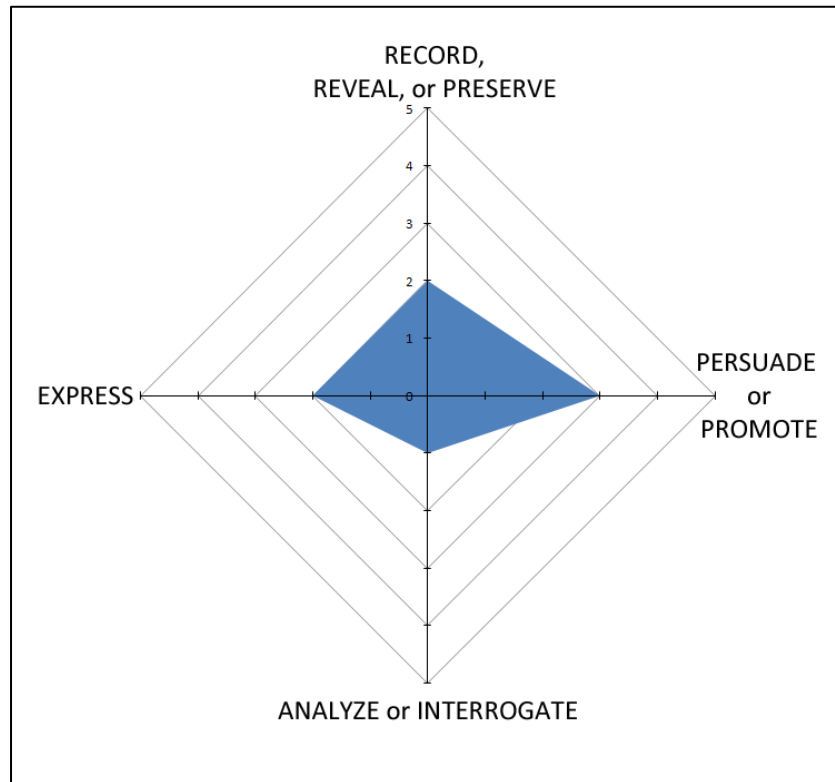 RECORD,
REVEAL, or PRESERVE
5
4
3
2
1
0
EXPRESS
PERSUADE
or
PROMOTE
ANALYZE or INTERROGATE